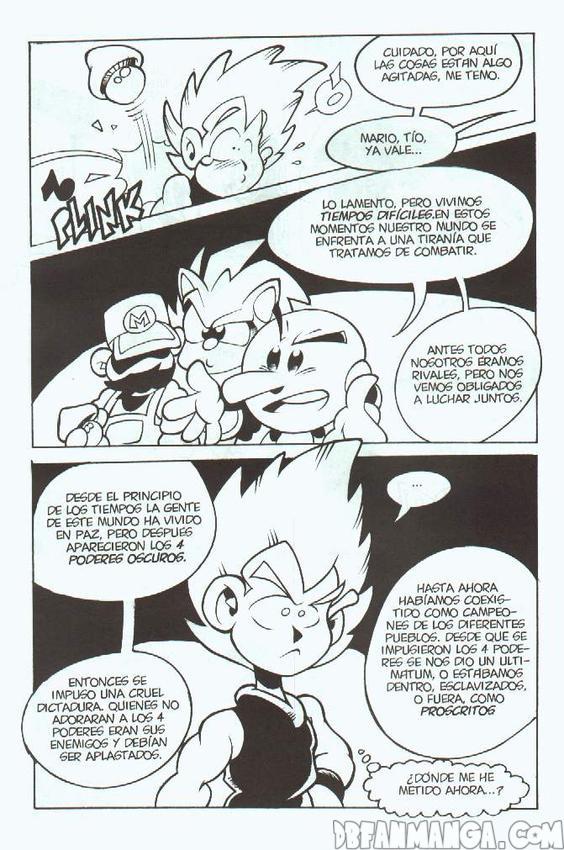 CUIDADO, POR AQUÍ
LAS COSAS ESTAN ALGO
AGITADAS, ME TEMO.
MARIO, TÍO,
YA VALE...
PLINK
LO LAMENTO, PERO VIVIMOS
TIEMPOS DIFÍCILES.EN ESTOS
MOMENTOS NUESTRO MUNDO SE
ENFRENTA A UNA TIRANÍA QUE
TRATAMOS DE COMBATIR.
M
ANTES TODOS
NOSOTROS ÉRAMOS
RIVALES, PERO NOS
VEMOS OBLIGADOS
A LUCHAR JUNTOS.
DESDE EL PRINCIPIO
DE LOS TIEMPOS LA GENTE
DE ESTE MUNDO HA VIVIDO
EN PAZ, PERO DESPUÉS
APARECIERON LOS 4
PODERES OSCUROS.
...
HASTA AHORA
HABÍAMOS COEXIS-
TIDO COMO CAMPEO-
NES DE LOS DIFERENTES
PUEBLOS. DESDE QUE SE
IMPUSIERON LOS 4 PODE-
RES SE NOS DIO UN ULTI-
MATUM, O ESTÁBAMOS
DENTRO, ESCLAVIZADOS,
O FUERA, COMO
PROSCRITOS
ENTONCES SE
IMPUSO UNA CRUEL
DICTADURA. QUIENES NO
ADORARAN A LOS 4
PODERES ERAN SUS
ENEMIGOS Y DEBÍAN
SER APLASTADOS.
¿DÓNDE ME HE
METIDO AHORA...?
DBFANMANGA.COM